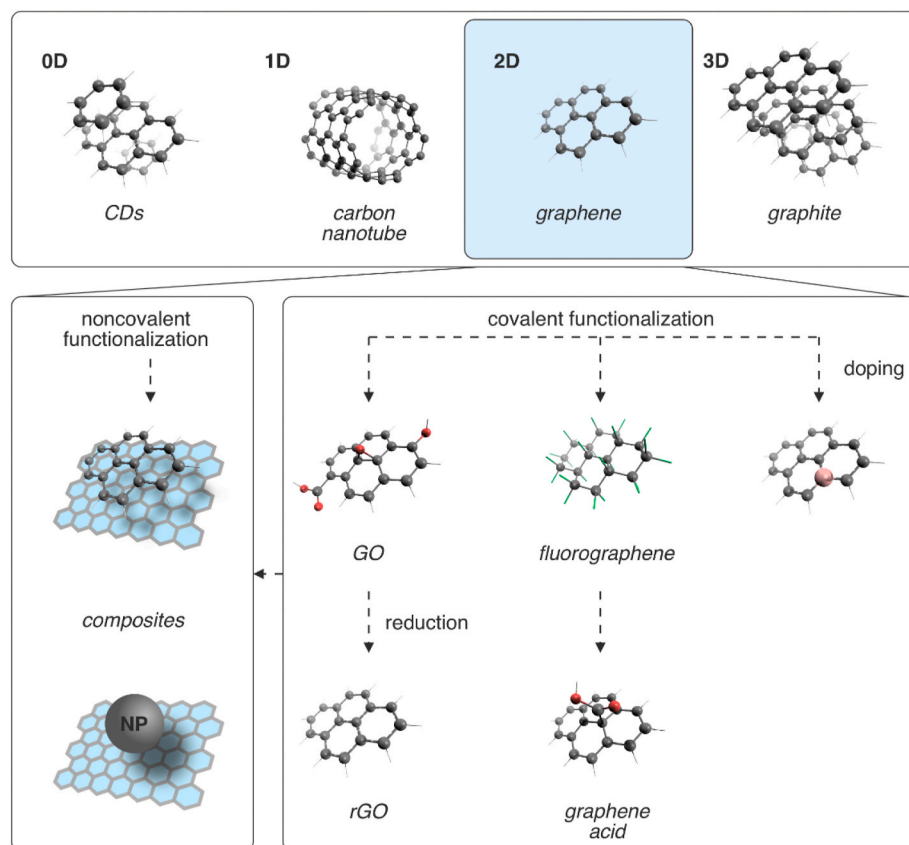 0D
1D
2D
3D
CDs
carbon
nanotube
graphene
graphite
noncovalent
functionalization
composites
NP
covalent functionalization
doping
GO
fluorographene
reduction
rGO
graphene
acid